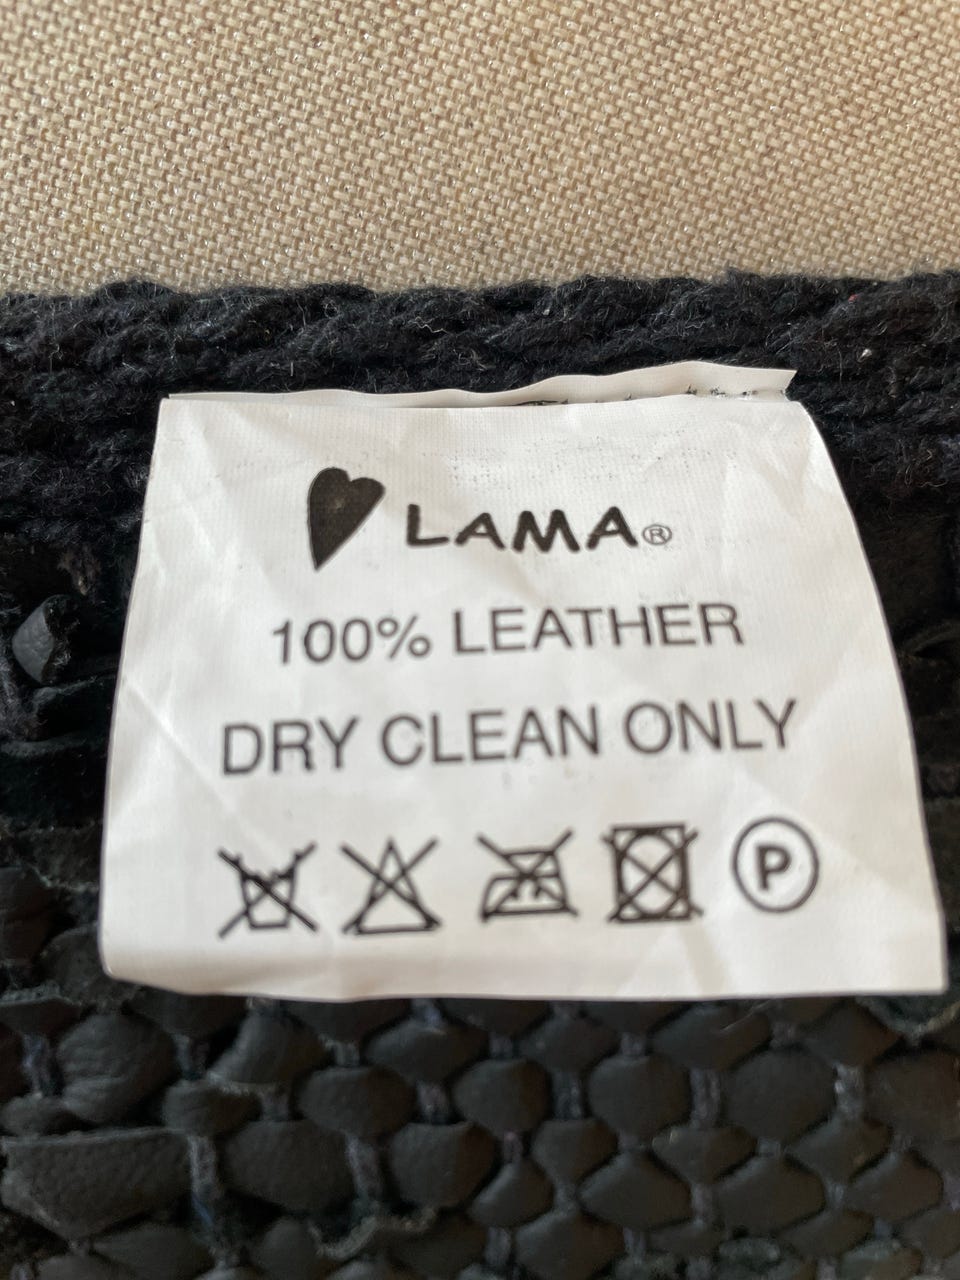 LAMA®
100% LEATHER
DRY CLEAN ONLY
P